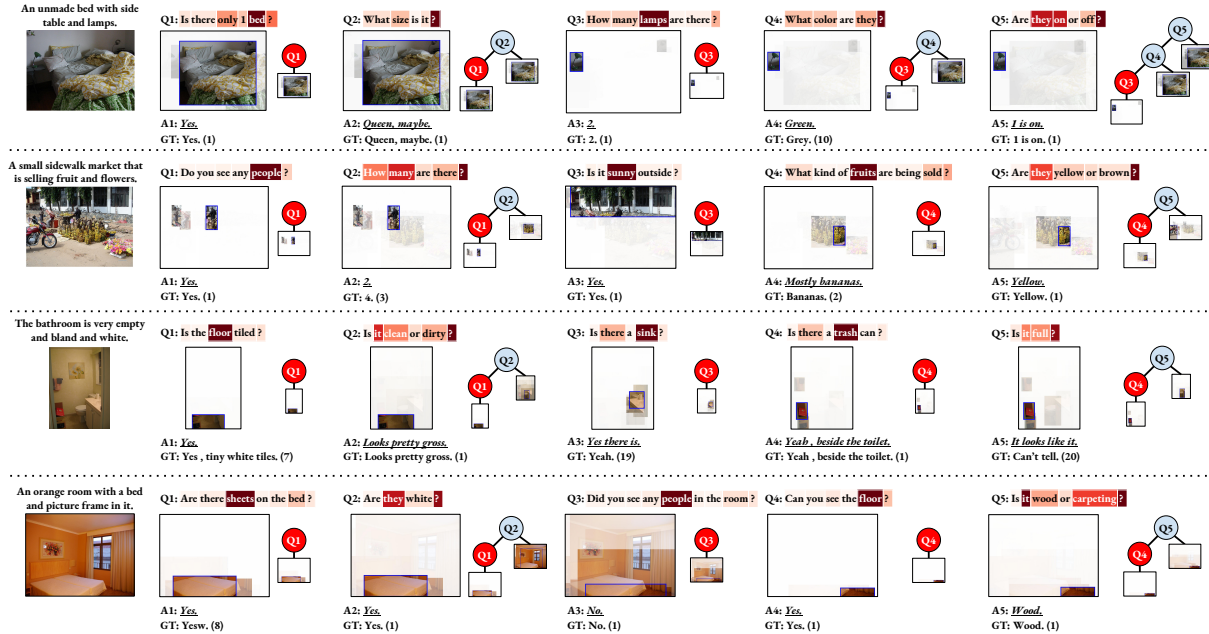 An unmade bed with side
table and lamps.
Q1: Is there only 1 bed ?
Q1
A1: Yes.
GT: Yes. (1)
Q2: What size is it ?
Q2
Q1
A2: Queen, maybe.
GT: Queen, maybe. (1)
Q3: How many lamps are there ?
Q3
A3: 2.
GT: 2. (1)
Q4: What color are they ?
Q4
Q3
A4: Green.
GT: Grey. (10)
Q5: Are they on or off ?
Q5
Q4
Q3
A5: 1 is on.
GT: 1 is on. (1)
A small sidewalk market that
is selling fruit and flowers.
Q1: Do you see any people ?
Q1
A1: Yes.
GT: Yes. (1)
Q2: How many are there ?
Q2
Q1
A2: 2.
GT: 4. (3)
Q3: Is it sunny outside ?
Q3
A3: Yes.
GT: Yes. (1)
Q4: What kind of fruits are being sold ?
Q4
A4: Mostly bananas.
GT: Bananas. (2)
Q5: Are they yellow or brown ?
Q5
Q4
A5: Yellow.
GT: Yellow. (1)
The bathroom is very empty
and bland and white.
Q1: Is the floor tiled ?
Q1
A1: Yes.
GT: Yes , tiny white tiles. (7)
Q2: Is it clean or dirty ?
Q2
Q1
A2: Looks pretty gross.
GT: Looks pretty gross. (1)
Q3: Is there a sink ?
Q3
A3: Yes there is.
GT: Yeah. (19)
Q4: Is there a trash can ?
Q4
A4: Yeah , beside the toilet.
GT: Yeah , beside the toilet. (1)
Q5: Is it full ?
Q5
Q4
A5: It looks like it.
GT: Can't tell. (20)
An orange room with a bed
and picture frame in it.
Q1: Are there sheets on the bed ?
Q1
A1: Yes.
GT: Yesw. (8)
Q2: Are they white ?
Q2
Q1
A2: Yes.
GT: Yes. (1)
Q3: Did you see any people in the room ?
Q3
A3: No.
GT: No. (1)
Q4: Can you see the floor ?
Q4
A4: Yes.
GT: Yes. (1)
Q5: Is it wood or carpeting ?
Q5
Q4
A5: Wood.
GT: Wood. (1)